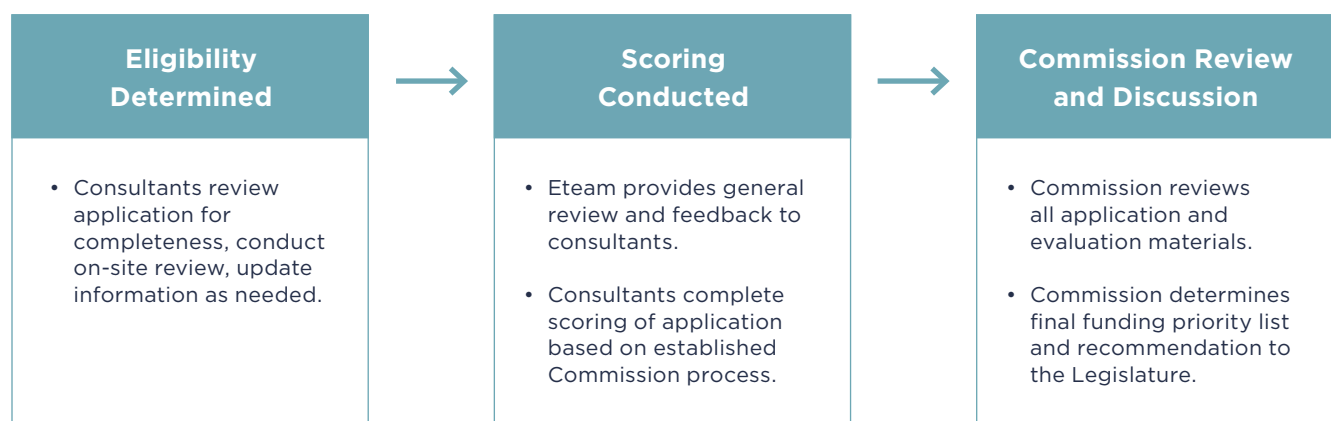 Eligibility
Determined
• Consultants review
application for
completeness, conduct
on-site review, update
information as needed.
Scoring
Conducted
• Eteam provides general
review and feedback to
consultants.
• Consultants complete
scoring of application
based on established
Commission process.
Commission Review
and Discussion
• Commission reviews
all application and
evaluation materials.
• Commission determines
final funding priority list
and recommendation to
the Legislature.